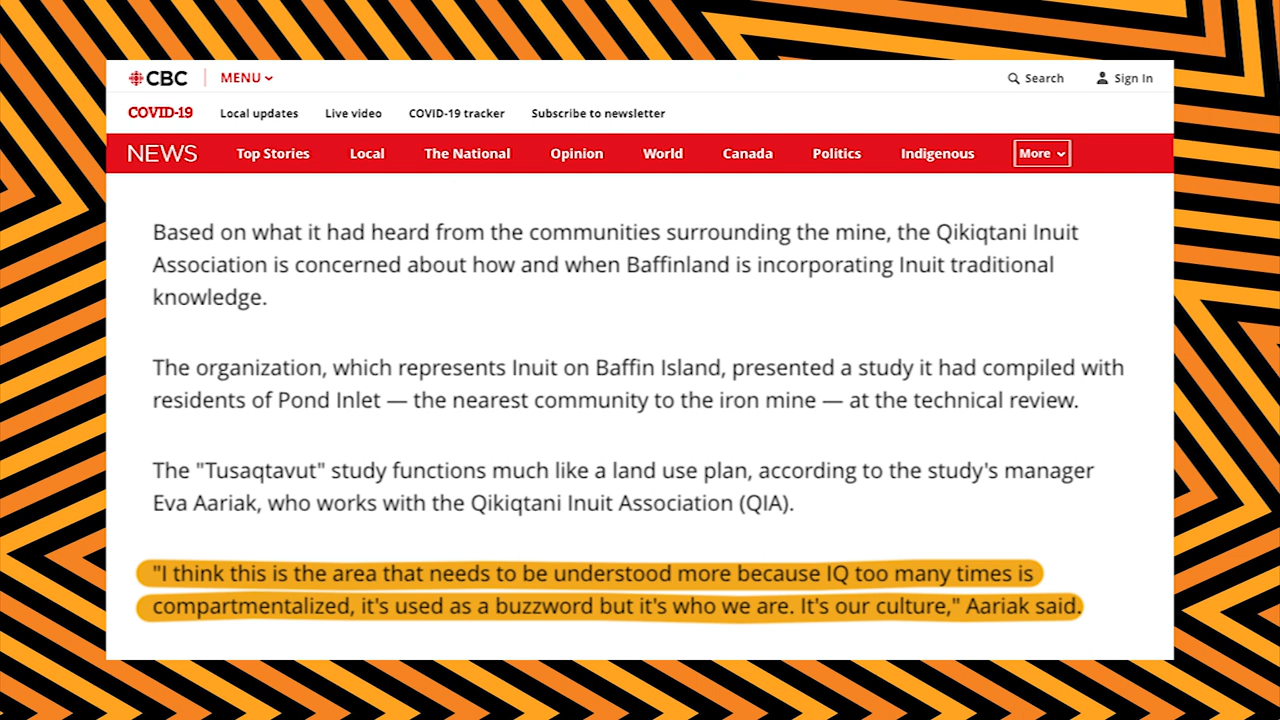 CBC MENU Search Sign In
COVID-19 Local updates Live video COVID-19 tracker Subscribe to newsletter
NEWS Top Stories Local The National Opinion World Canada Politics Indigenous More
Based on what it had heard from the communities surrounding the mine, the Qikiqtani Inuit
Association is concerned about how and when Baffinland is incorporating Inuit traditional
knowledge.
The organization, which represents Inuit on Baffin Island, presented a study it had compiled with
residents of Pond Inlet — the nearest community to the iron mine — at the technical review.
The "Tusaqtavut" study functions much like a land use plan, according to the study's manager
Eva Aariak, who works with the Qikiqtani Inuit Association (QIA).
"I think this is the area that needs to be understood more because IQ too many times is
compartmentalized, it's used as a buzzword but it's who we are. It's our culture," Aariak said.